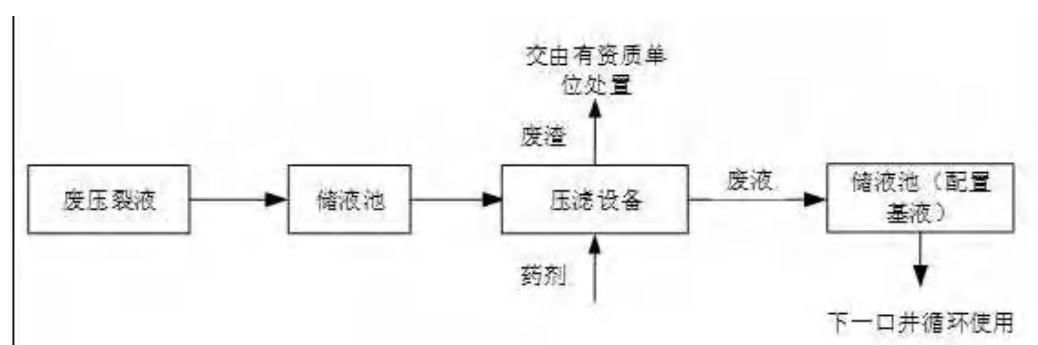 交由有资质单
位处置
废渣
废压裂液
储液池
压滤设备
废液
储液池（配置
基液）
药剂
下一口井循环使用